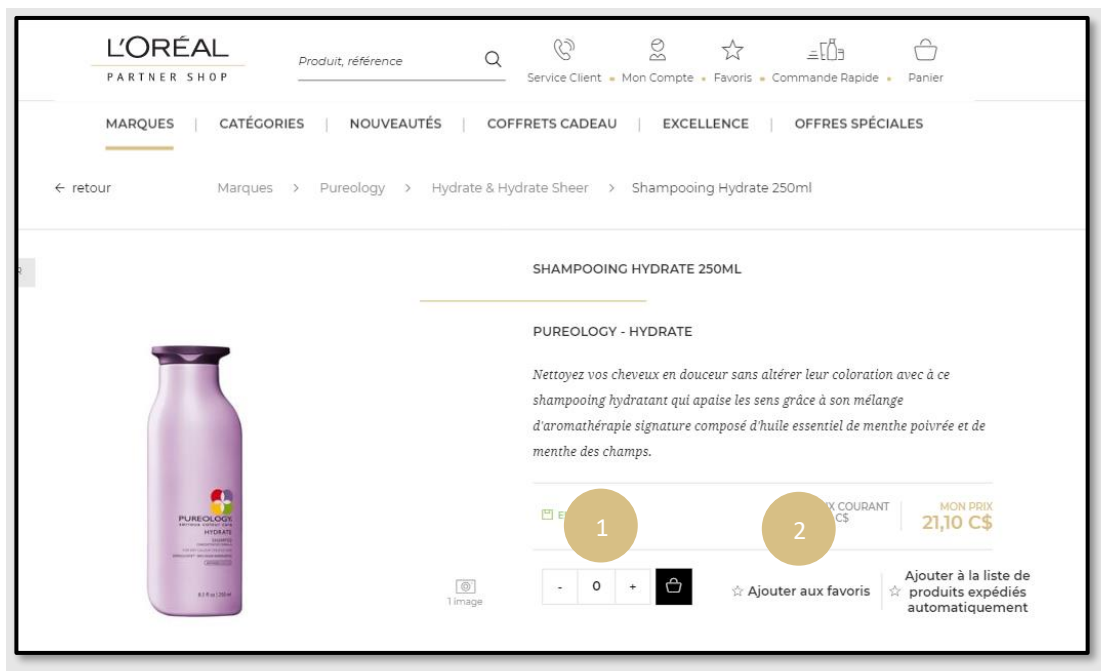 L'ORÉAL
PARTNER SHOP
Produit, référence
Service Client • Mon Compte • Favoris • Commande Rapide • Panier
MARQUES | CATÉGORIES | NOUVEAUTÉS | COFFRETS CADEAU | EXCELLENCE | OFFRES SPÉCIALES
← retour
Marques > Pureology > Hydrate & Hydrate Sheer > Shampooing Hydrate 250ml
SHAMPOOING HYDRATE 250ML
PUREOLOGY - HYDRATE
Nettoyez vos cheveux en douceur sans altérer leur coloration avec à ce
shampooing hydratant qui apaise les sens grâce à son mélange
d'aromathérapie signature composé d'huile essentiel de menthe poivrée et de
menthe des champs.
1
2
COURANT
C$
MON PRIX
21,10 C$
PUREOLOGY
HYDRATE
1 image
- 0 +
Ajouter aux favoris
Ajouter à la liste de
produits expédiés
automatiquement